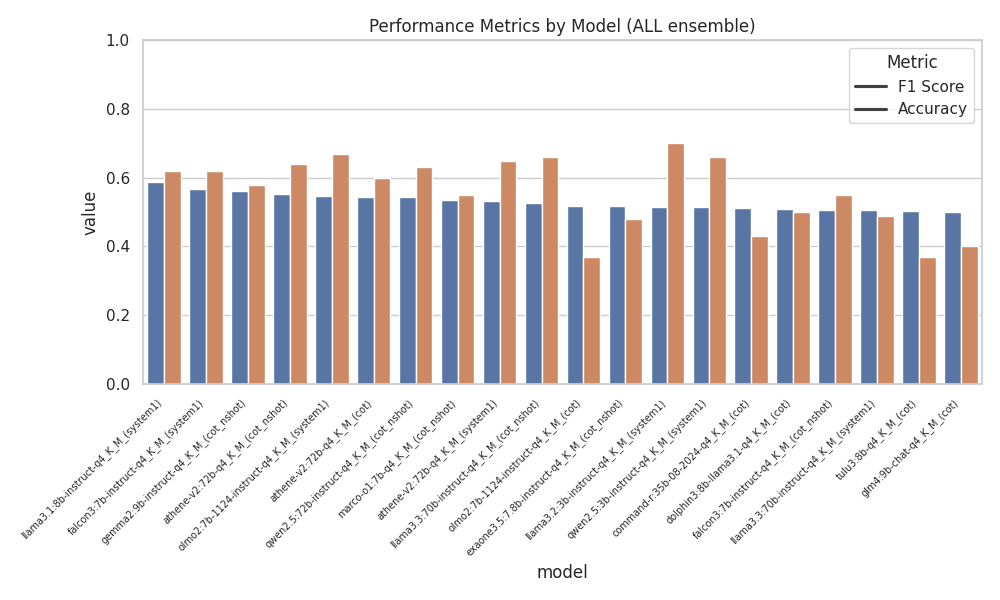 Performance Metrics by Model (ALL ensemble)
1.0
0.8
0.6
0.4
0.2
0.0
value
Metric
F1 Score
Accuracy
llama3.1:8b-instruct-q4_K_M_(system1)
falcon3:7b-instruct-q4_K_M_(system1)
gemma2:9b-instruct-q4_K_M_(cot_nshot)
athene-v2:72b-q4_K_M_(cot_nshot)
olmo2:7b-1124-instruct-q4_K_M_(system1)
athene-v2:72b-q4_K_M_(cot)
qwen2.5:72b-instruct-q4_K_M_(cot_nshot)
marco-o1:7b-q4_K_M_(cot_nshot)
athene-v2:72b-q4_K_M_(system1)
llama3.3:70b-instruct-q4_K_M_(cot_nshot)
olmo2:7b-1124-instruct-q4_K_M_(cot)
exaone3.5:7.8b-instruct-q4_K_M_(cot_nshot)
llama3.2:3b-instruct-q4_K_M_(system1)
qwen2.5:3b-instruct-q4_K_M_(system1)
command-r:35b-08-2024-q4_K_M_(cot)
dolphin3:8b-llama3.1-q4_K_M_(cot)
falcon3:7b-instruct-q4_K_M_(cot_nshot)
llama3.3:70b-instruct-q4_K_M_(system1)
tulu3:8b-q4_K_M_(cot)
glm4:9b-chat-q4_K_M_(cot)
model